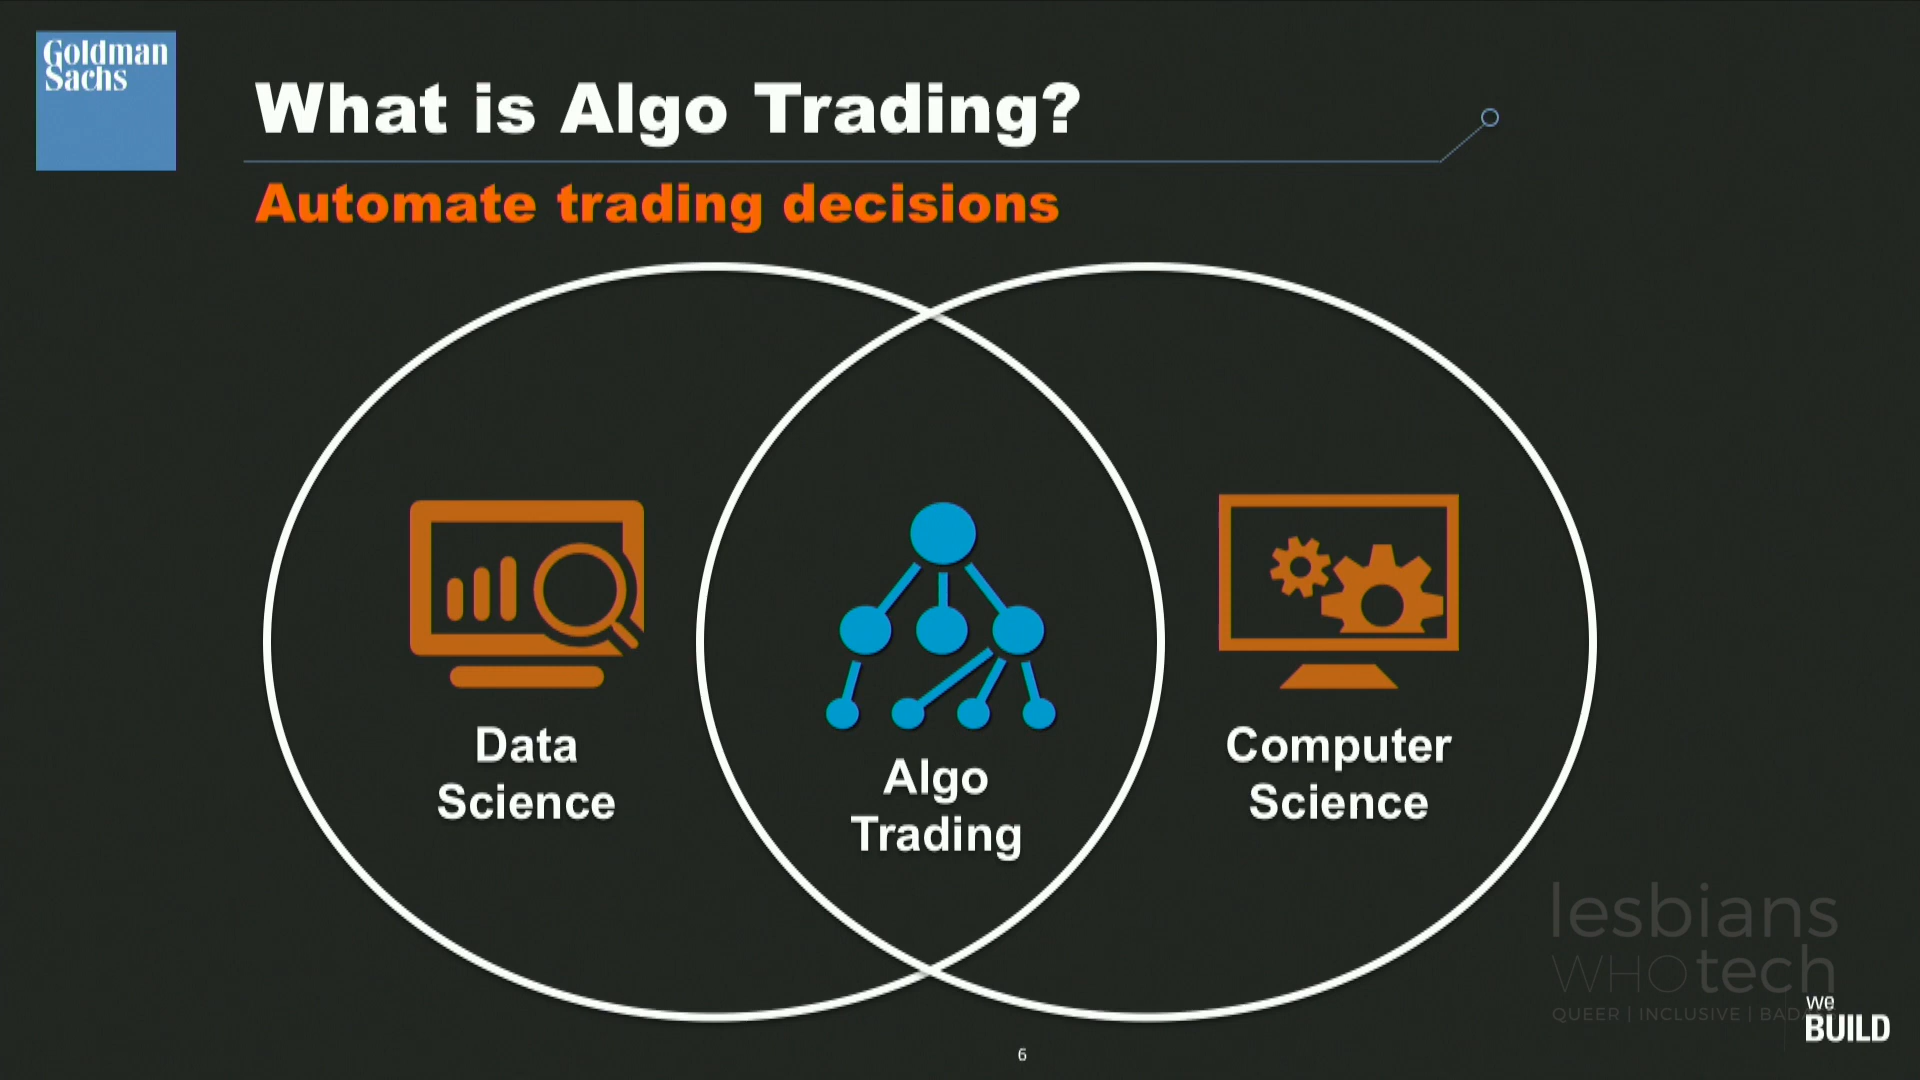 Goldman
Sachs
What is Algo Trading?
Automate trading decisions
Data
Science
Algo
Trading
Computer
Science
lesbians
WHO tech
QUEER | INCLUSIVE |
we
BUILD
6